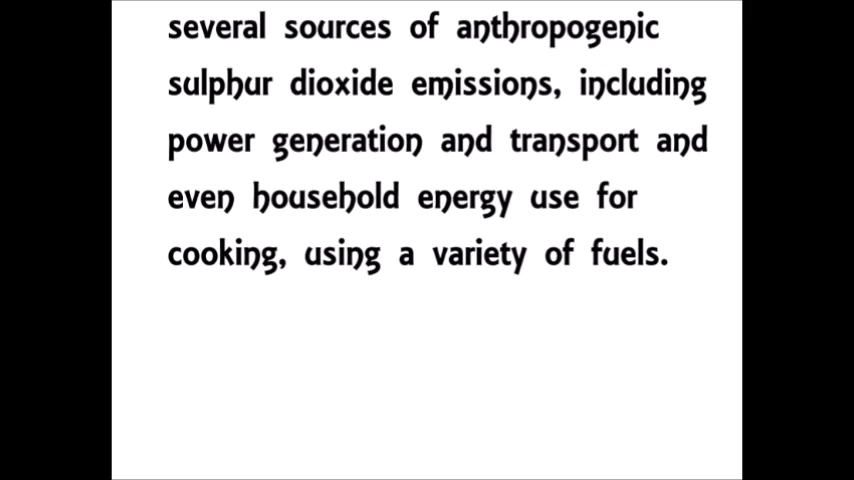 several sources of anthropogenic
sulphur dioxide emissions, including
power generation and transport and
even household energy use for
cooking, using a variety of fuels.